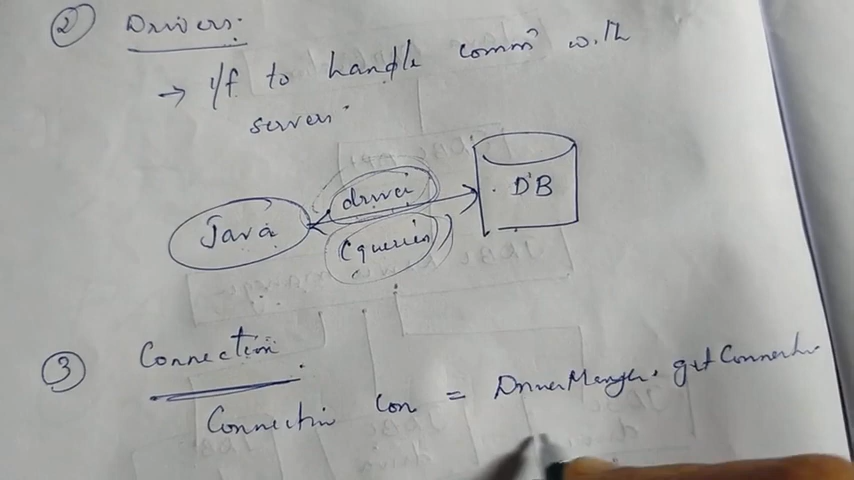 ② Drivers:
→ i/f to handle commn with
server.
driver
DB
Java
(queries)
③ Connection
Connection con = DriverManager. getConnection